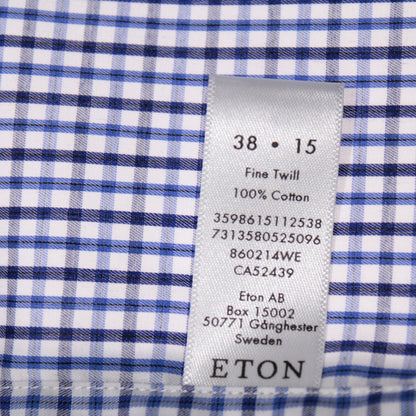 38 • 15
Fine Twill
100% Cotton
3598615112538
7313580525096
860214WE
CA52439
Eton AB
Box 15002
50771 Gånghester
Sweden
ETON